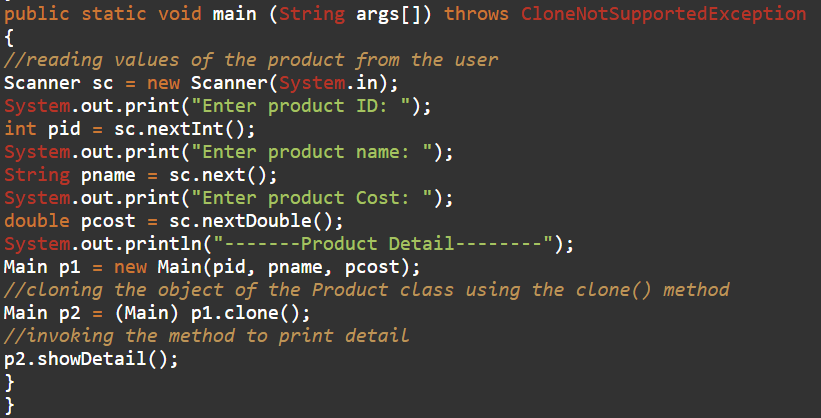 public static void main (String args[]) throws CloneNotSupportedException
{
//reading values of the product from the user
Scanner sc = new Scanner(System.in);
System.out.print("Enter product ID: ");
int pid = sc.nextInt();
System.out.print("Enter product name: ");
String pname = sc.next();
System.out.print("Enter product Cost: ");
double pcost = sc.nextDouble();
System.out.println("-------Product Detail--------");
Main p1 = new Main(pid, pname, pcost);
//cloning the object of the Product class using the clone() method
Main p2 = (Main) p1.clone();
//invoking the method to print detail
p2.showDetail();
}
}